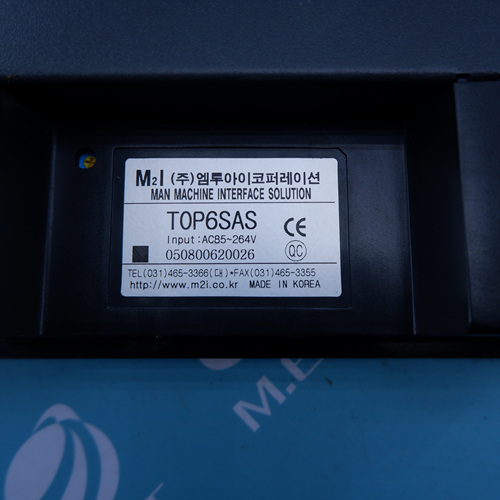 M2I (주)엠투아이코퍼레이션
MAN MACHINE INTERFACE SOLUTION
TOP6SAS
Input:AC85~264V
CE
050800620026
QC
TEL(031)465-3366(대)•FAX(031)465-3355
http://www.m2i.co.kr MADE IN KOREA